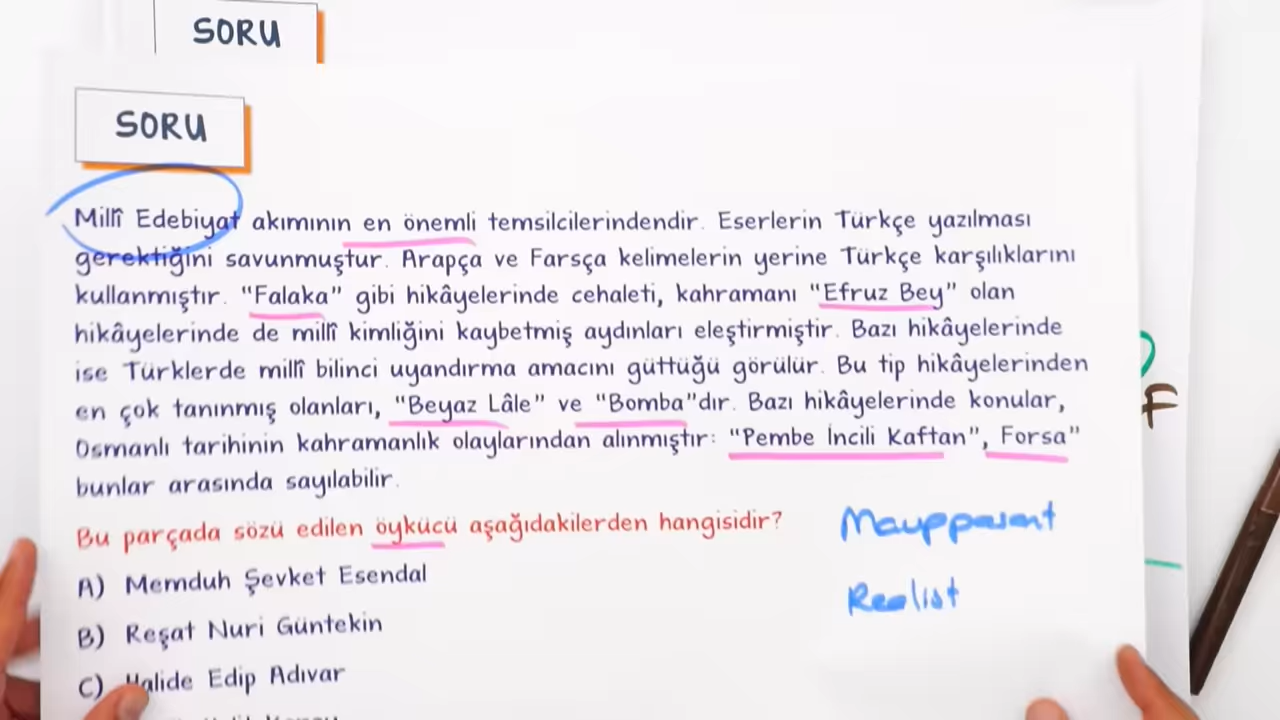 SORU
SORU
Millî Edebiyat akımının en önemli temsilcilerindendir. Eserlerin Türkçe yazılması
gerektiğini savunmuştur. Arapça ve Farsça kelimelerin yerine Türkçe karşılıklarını
kullanmıştır. "Falaka" gibi hikâyelerinde cehaleti, kahramanı "Efruz Bey" olan
hikâyelerinde de millî kimliğini kaybetmiş aydınları eleştirmiştir. Bazı hikâyelerinde
ise Türklerde millî bilinci uyandırma amacını güttüğü görülür. Bu tip hikâyelerinden
en çok tanınmış olanları, "Beyaz Lâle" ve "Bomba"dır. Bazı hikâyelerinde konular,
Osmanlı tarihinin kahramanlık olaylarından alınmıştır: "Pembe İncili Kaftan", Forsa"
bunlar arasında sayılabilir.
Bu parçada sözü edilen öykücü aşağıdakilerden hangisidir?
Maupposant
Realist
A) Memduh Şevket Esendal
B) Reşat Nuri Güntekin
C) Halide Edip Adıvar
F